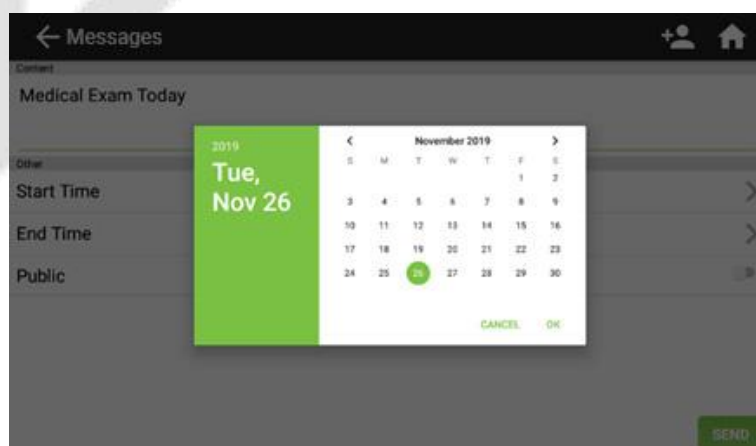 Messages
Content
Medical Exam Today
Other
Start Time
End Time
Public
2019
Tue,
Nov 26
November 2019
S M T W T F S
1 2
3 4 5 6 7 8 9
10 11 12 13 14 15 16
17 18 19 20 21 22 23
24 25 26 27 28 29 30
CANCEL OK
SEND